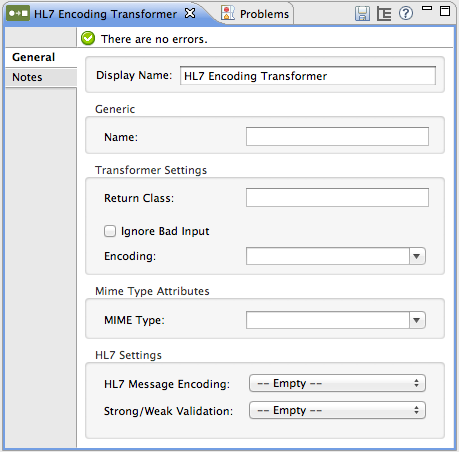 HL7 Encoding Transformer Problems
There are no errors.
General
Notes
Display Name: HL7 Encoding Transformer
Generic
Name:
Transformer Settings
Return Class:
Ignore Bad Input
Encoding:
Mime Type Attributes
MIME Type:
HL7 Settings
HL7 Message Encoding: -- Empty --
Strong/Weak Validation: -- Empty --